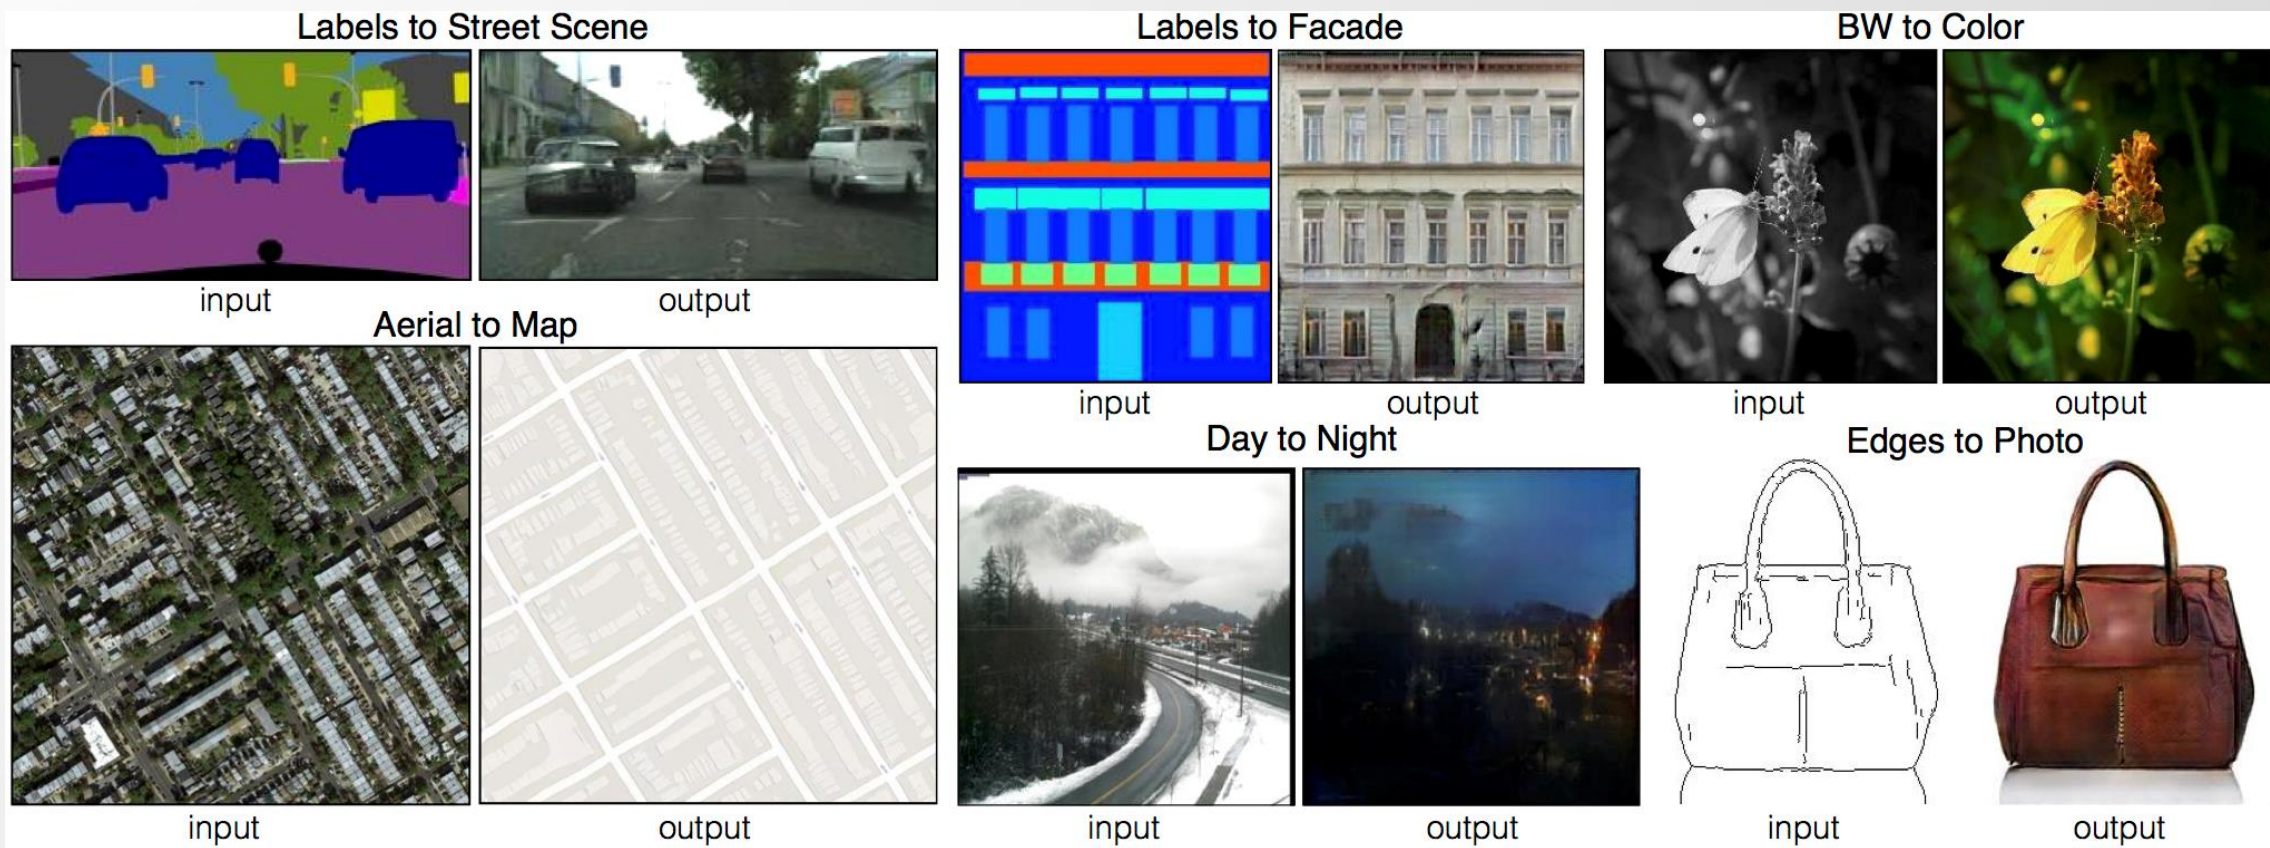 Labels to Street Scene
input
output
Aerial to Map
input
output
Labels to Facade
input
output
BW to Color
input
output
Day to Night
input
output
Edges to Photo
input
output